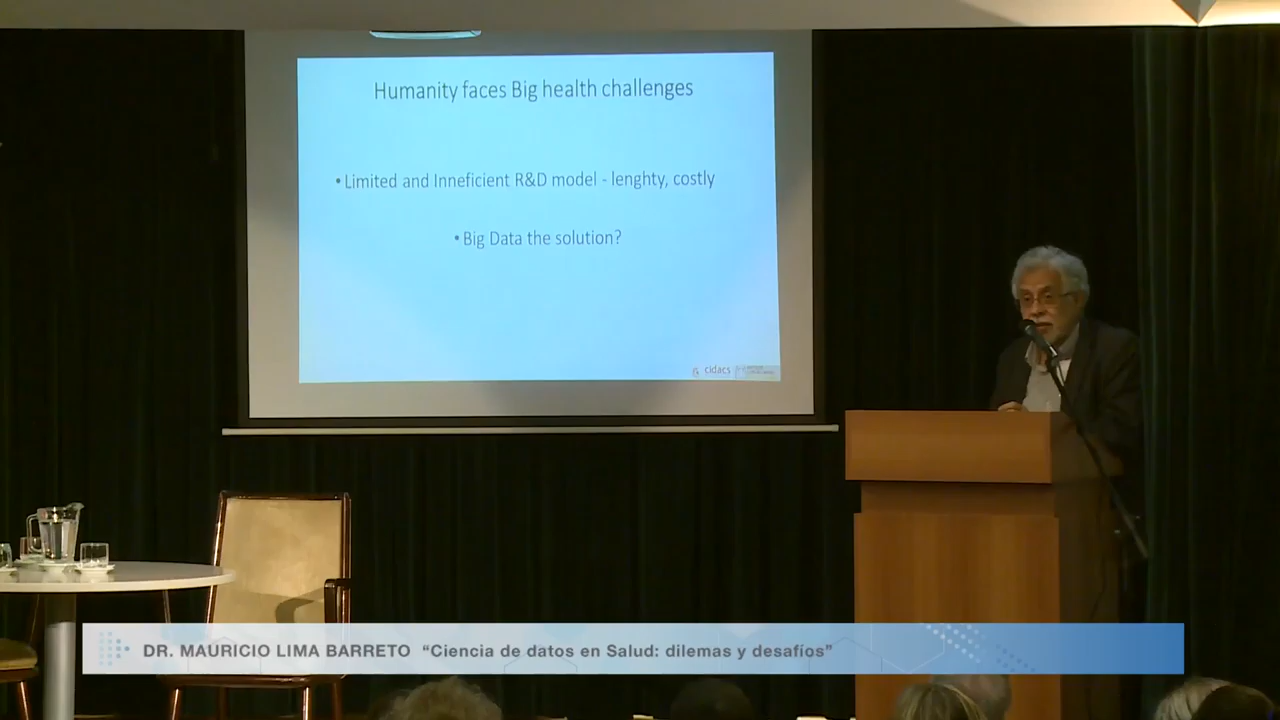 Humanity faces Big health challenges
• Limited and Inneficient R&D model - lenghty, costly
• Big Data the solution?
cidacs
DR. MAURICIO LIMA BARRETO “Ciencia de datos en Salud: dilemas y desafíos”